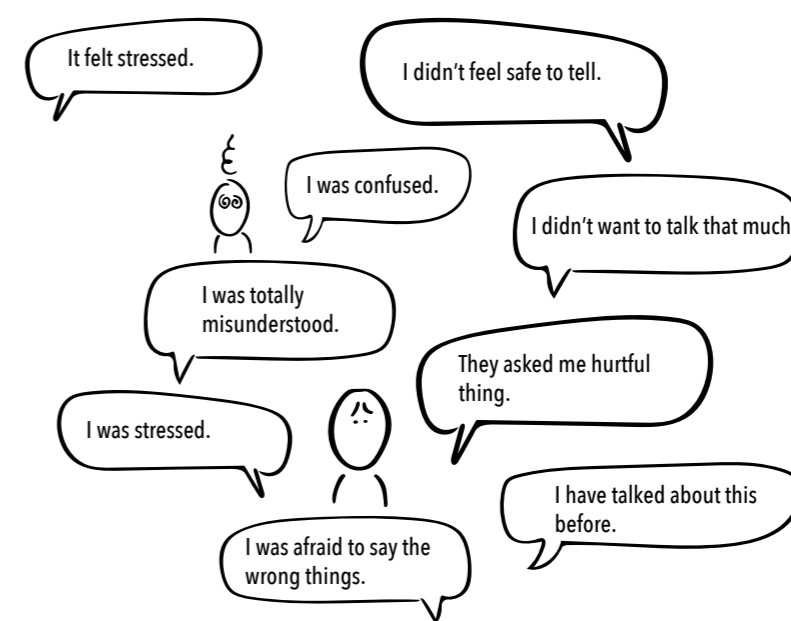 It felt stressed.
I didn’t feel safe to tell.
I was confused.
I didn’t want to talk that much
I was totally
misunderstood.
They asked me hurtful
thing.
I was stressed.
I have talked about this
before.
I was afraid to say the
wrong things.